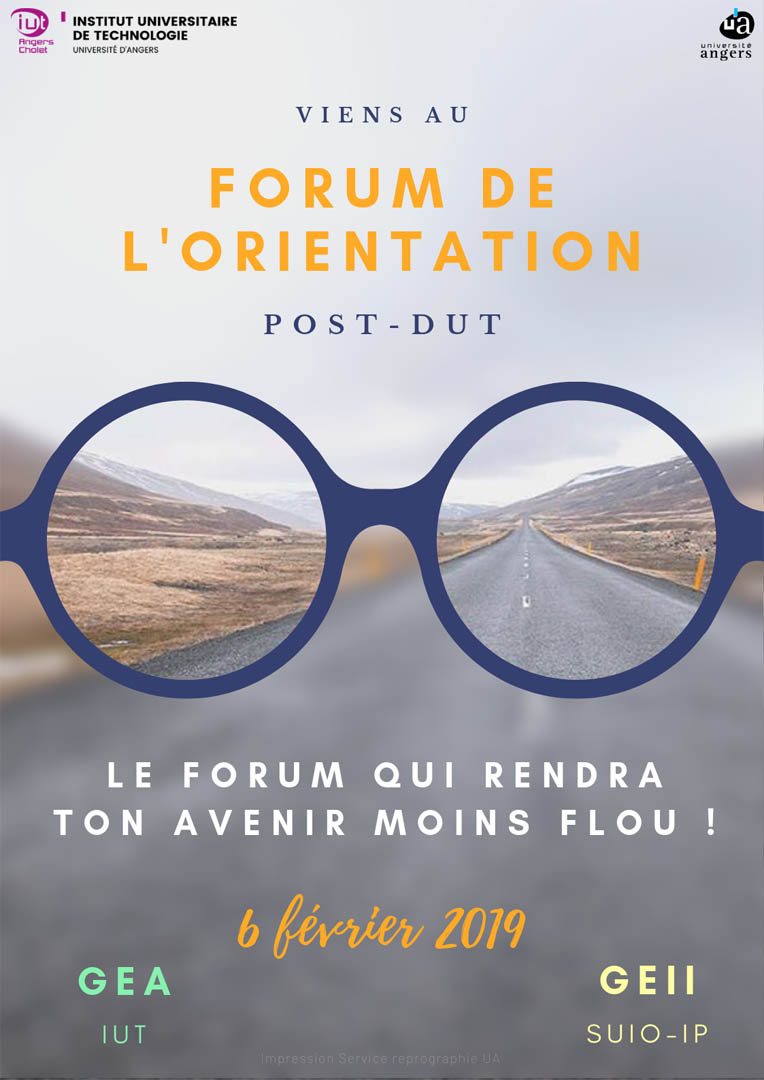 iut
Angers
Cholet
INSTITUT UNIVERSITAIRE
DE TECHNOLOGIE
UNIVERSITÉ D'ANGERS
ua
université
angers
VIENS AU
FORUM DE
L'ORIENTATION
POST-DUT
LE FORUM QUI RENDRA
TON AVENIR MOINS FLOU !
6 février 2019
GEA
GEII
IUT
SUIO-IP
Impression Service reprographie UA